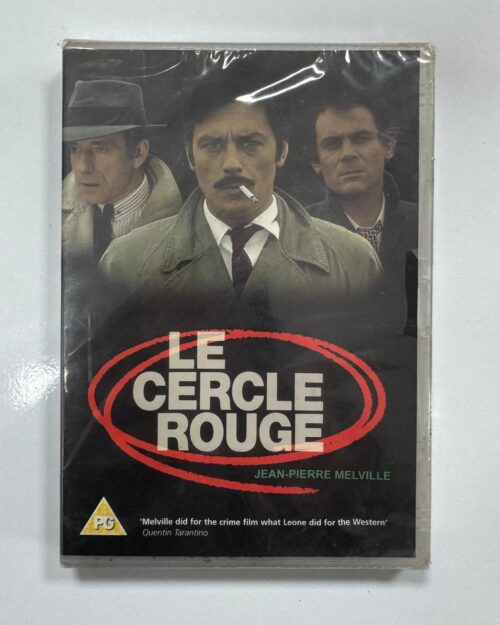 LE
CERCLE
ROUGE
JEAN-PIERRE MELVILLE
PG
'Melville did for the crime film what Leone did for the Western'
Quentin Tarantino